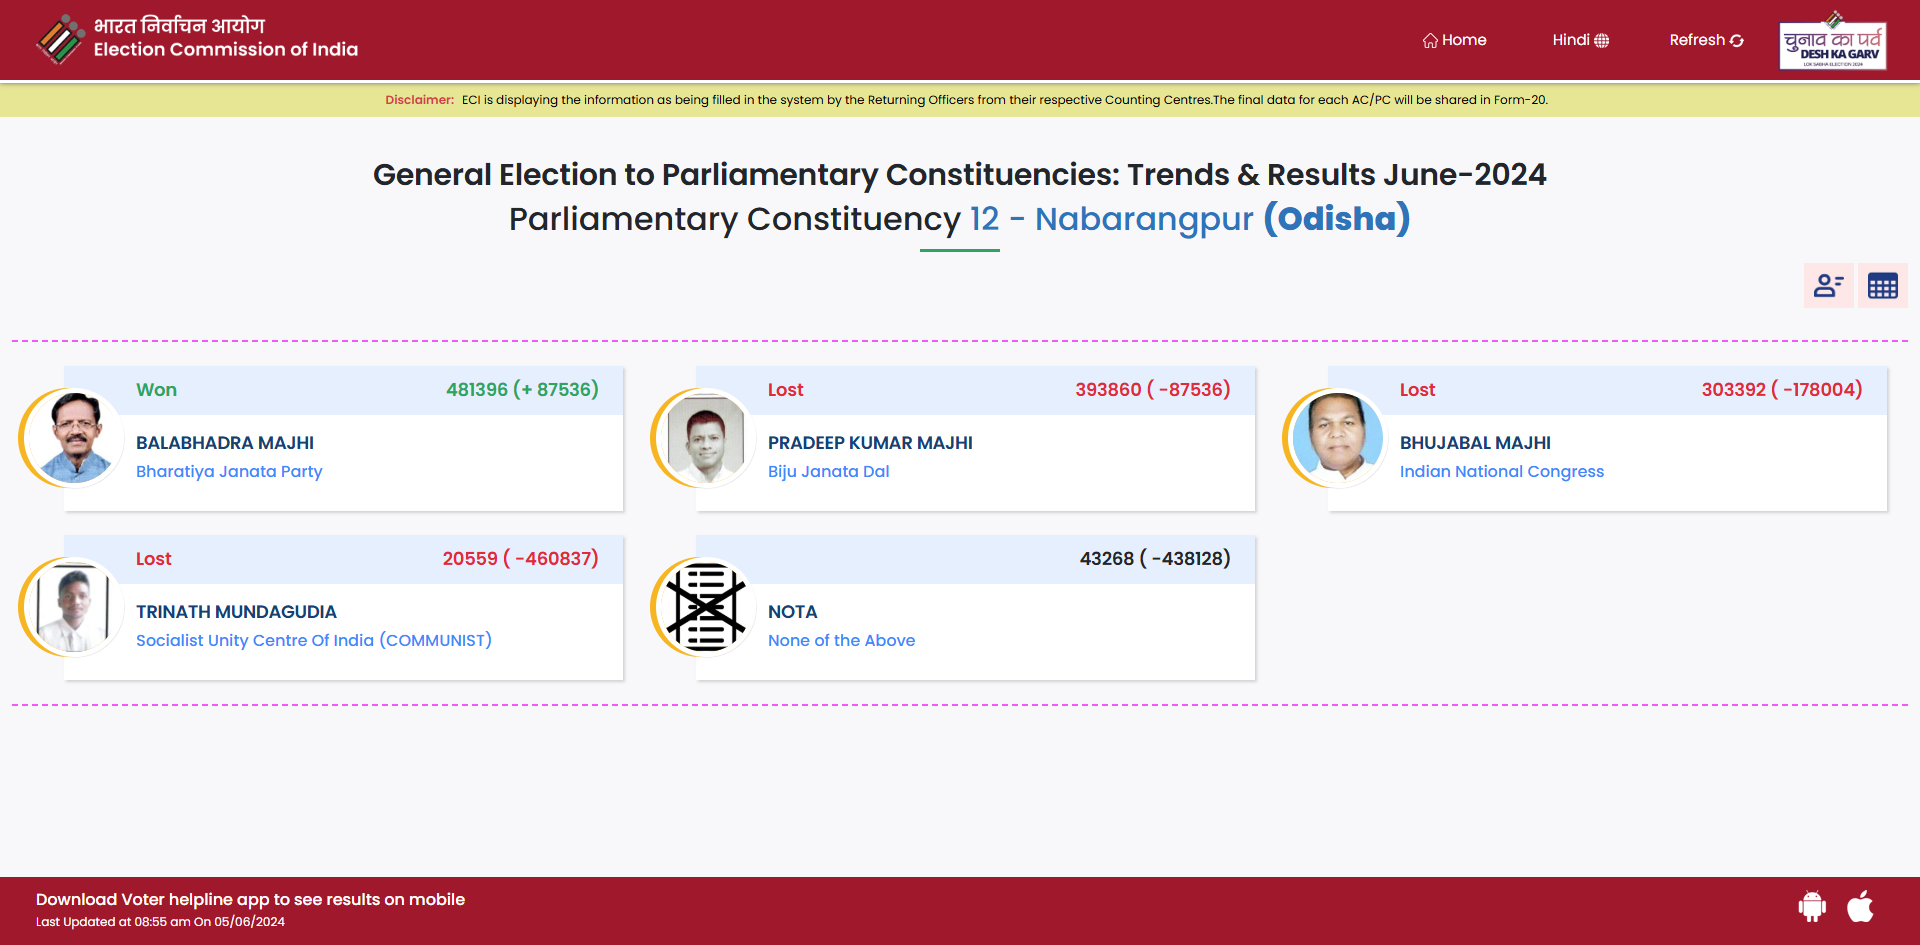 भारत निर्वाचन आयोग
Election Commission of India
Home
Hindi
Refresh
चुनाव का पर्व
DESH KA GARV
LOK SABHA ELECTION 2024
Disclaimer: ECI is displaying the information as being filled in the system by the Returning Officers from their respective Counting Centres.The final data for each AC/PC will be shared in Form-20.
General Election to Parliamentary Constituencies: Trends & Results June-2024
Parliamentary Constituency 12 - Nabarangpur (Odisha)
Won
481396 (+ 87536)
BALABHADRA MAJHI
Bharatiya Janata Party
Lost
393860 ( -87536)
PRADEEP KUMAR MAJHI
Biju Janata Dal
Lost
303392 ( -178004)
BHUJABAL MAJHI
Indian National Congress
Lost
20559 ( -460837)
TRINATH MUNDAGUDIA
Socialist Unity Centre Of India (COMMUNIST)
43268 ( -438128)
NOTA
None of the Above
Download Voter helpline app to see results on mobile
Last Updated at 08:55 am On 05/06/2024